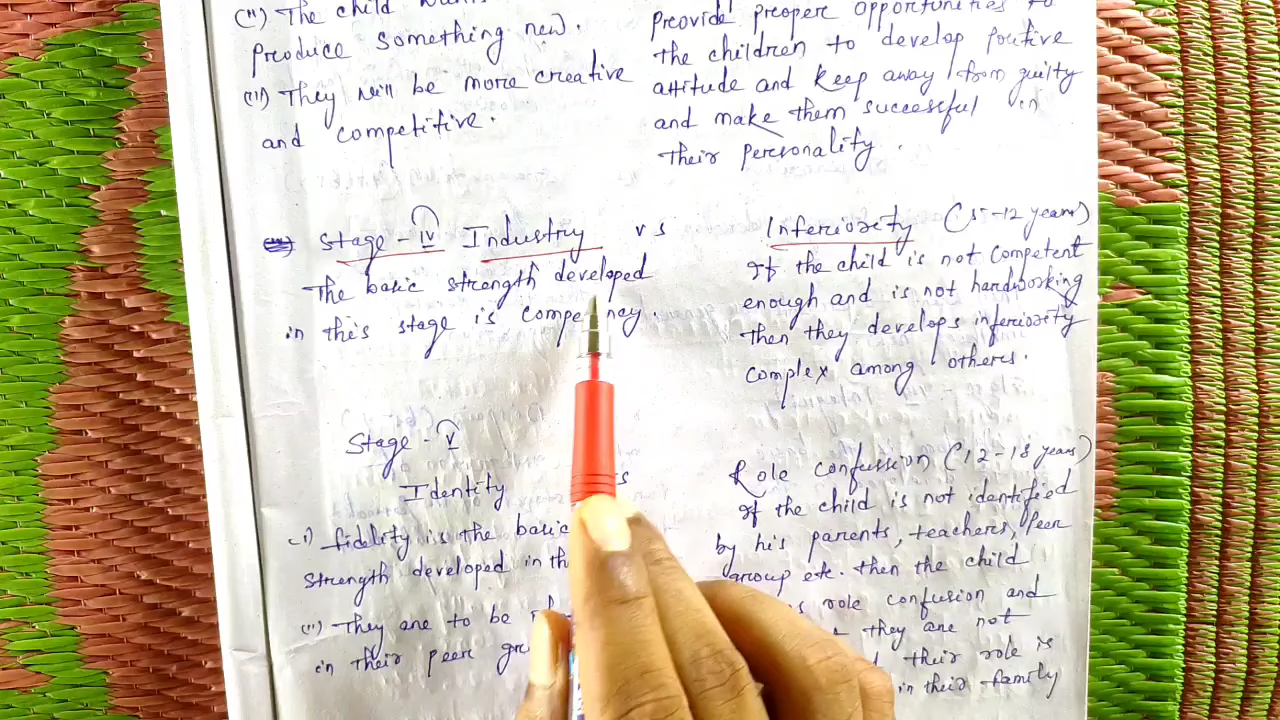 (ii) The child
produce something new.
(iii) They will be more creative
and competitive.
provide proper opportunities to
the children to develop positive
attitude and keep away from guilty
and make them successful in
their personality.
Stage - IV Industry vs Inferiority (5-12 years)
The basic strength developed
in this stage is compe ncy.
If the child is not competent
enough and is not hardworking
then they develops inferiority
complex among others.
Stage - V
Identity
Role confussion (12-18 years)
(i) fidelity is the basic
strength developed in th
(ii) They are to be
in their peer gr
If the child is not identified
by his parents, teachers, peer
group etc. then the child
role confusion and
they are not
their role is
in their family